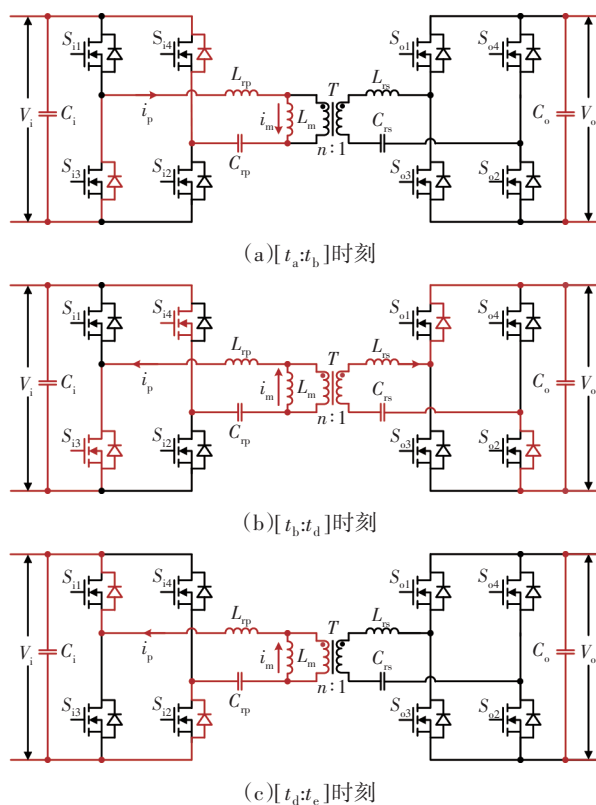 S_i1 S_i4 S_o1 S_o4
L_rp T L_rs
V_i C_i i_p i_m L_m C_rs C_o V_o
C_rp n:1
S_i3 S_i2 S_o3 S_o2
(a)[t_a:t_b]时刻
S_i1 S_i4 S_o1 S_o4
L_rp T L_rs
V_i C_i i_p i_m L_m C_rs C_o V_o
C_rp n:1
S_i3 S_i2 S_o3 S_o2
(b)[t_b:t_d]时刻
S_i1 S_i4 S_o1 S_o4
L_rp T L_rs
V_i C_i i_p i_m L_m C_rs C_o V_o
C_rp n:1
S_i3 S_i2 S_o3 S_o2
(c)[t_d:t_e]时刻